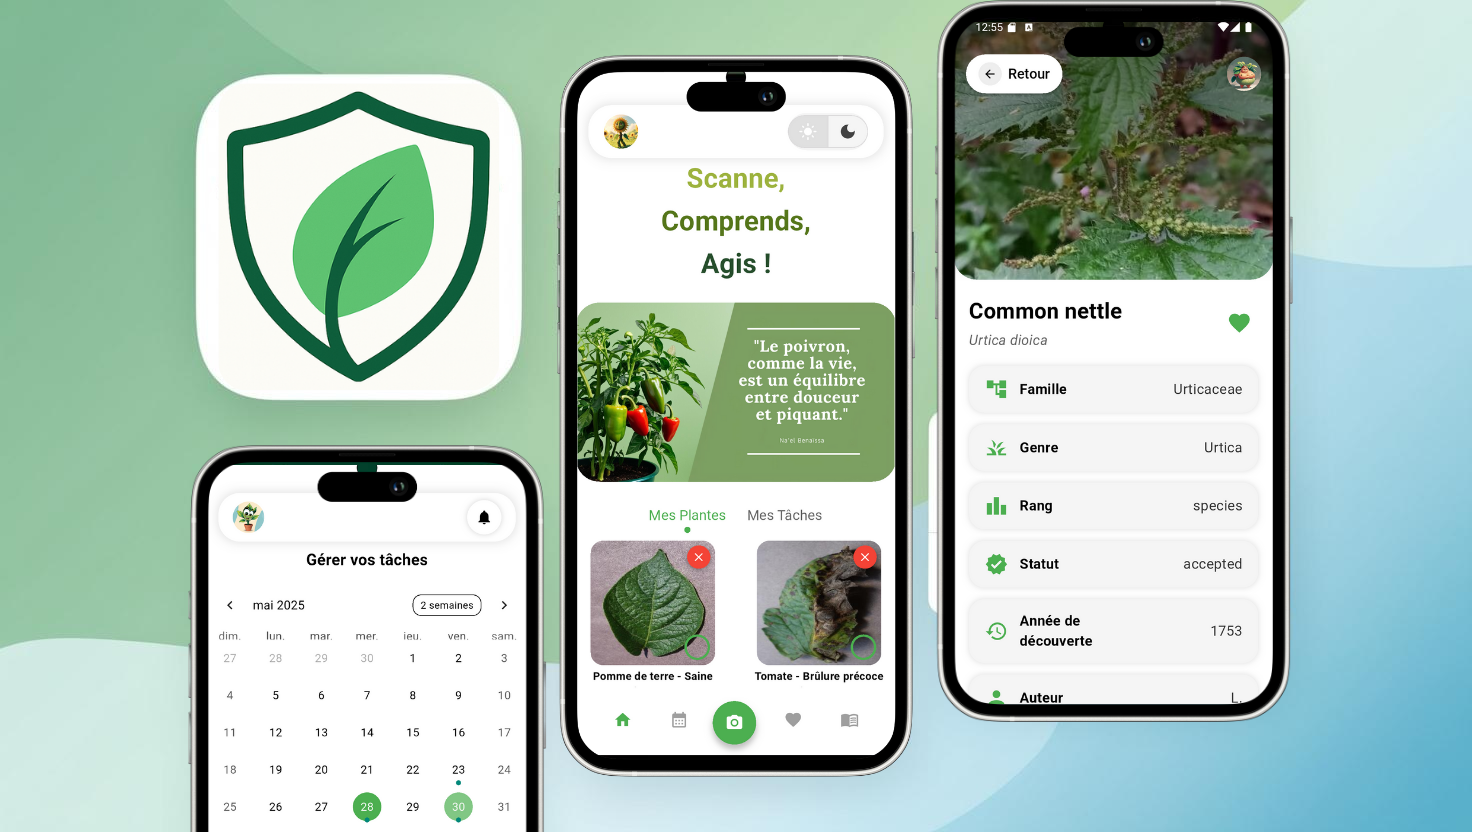 Scanne,
Comprends,
Agis !
"Le poivron,
comme la vie,
est un équilibre
entre douceur
et piquant."
Na'el Benaissa
Mes Plantes
Mes Tâches
Pomme de terre - Saine
Tomate - Brûlure précoce
12:55
Retour
Common nettle
Urtica dioica
Famille Urticaceae
Genre Urtica
Rang species
Statut accepted
Année de
découverte 1753
Auteur L.
Gérer vos tâches
mai 2025
2 semaines
dim. lun. mar. mer. jeu. ven. sam.
27 28 29 30 1 2 3
4 5 6 7 8 9 10
11 12 13 14 15 16 17
18 19 20 21 22 23 24
25 26 27 28 29 30 31